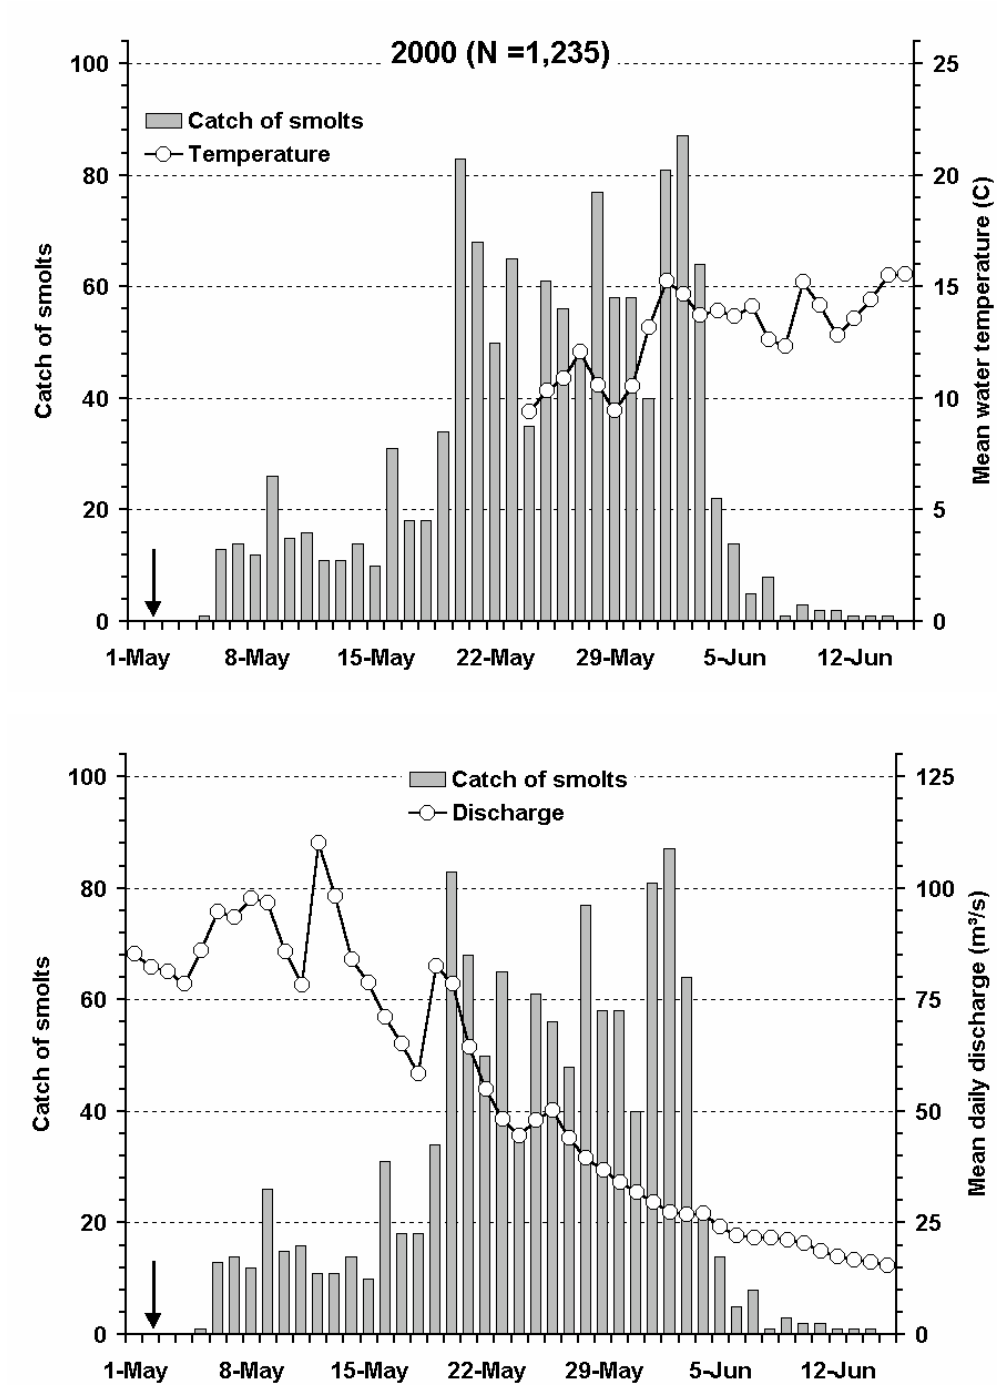 2000 (N =1,235)
100
80
60
40
20
0
Catch of smolts
Catch of smolts
Temperature
25
20
15
10
5
0
Mean water temperature (C)
1-May 8-May 15-May 22-May 29-May 5-Jun 12-Jun
100
80
60
40
20
0
Catch of smolts
Catch of smolts
Discharge
125
100
75
50
25
0
Mean daily discharge (m³/s)
1-May 8-May 15-May 22-May 29-May 5-Jun 12-Jun